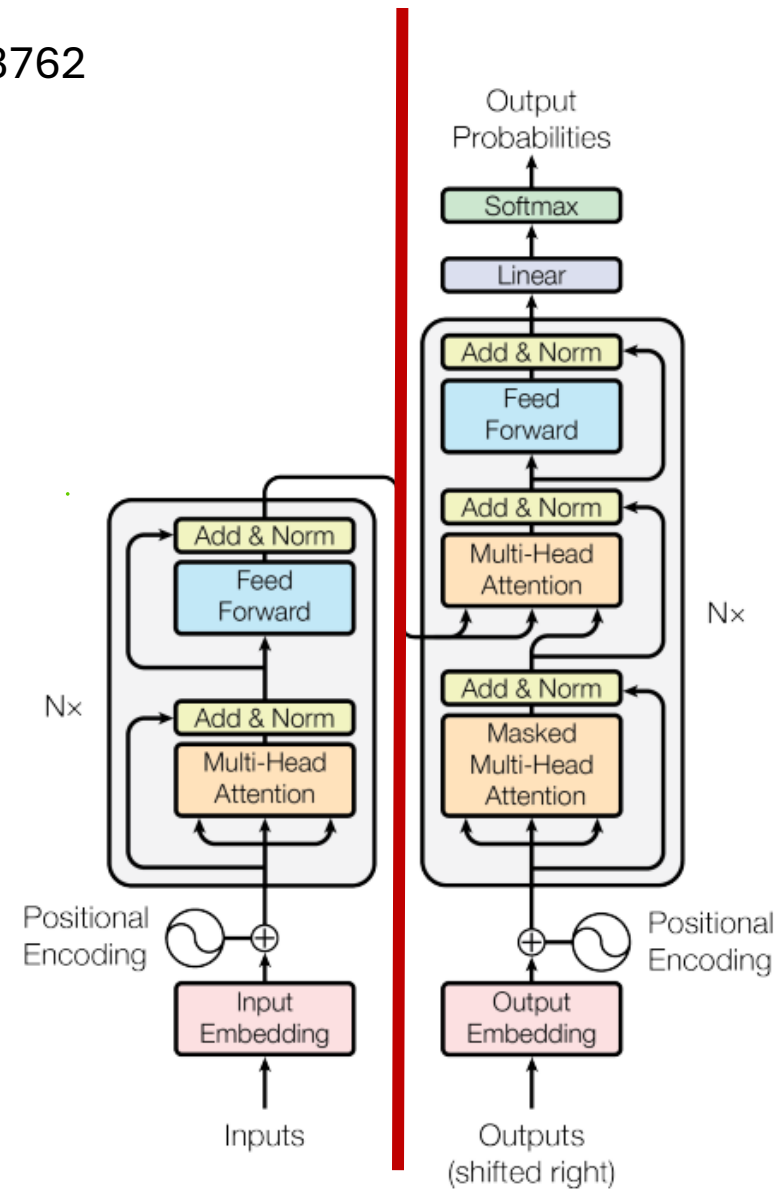 3762
Output
Probabilities
Softmax
Linear
Add & Norm
Feed
Forward
Add & Norm
Multi-Head
Attention
Nx
Add & Norm
Masked
Multi-Head
Attention
Positional
Encoding
Output
Embedding
Outputs
(shifted right)
Add & Norm
Feed
Forward
Nx
Add & Norm
Multi-Head
Attention
Positional
Encoding
Input
Embedding
Inputs